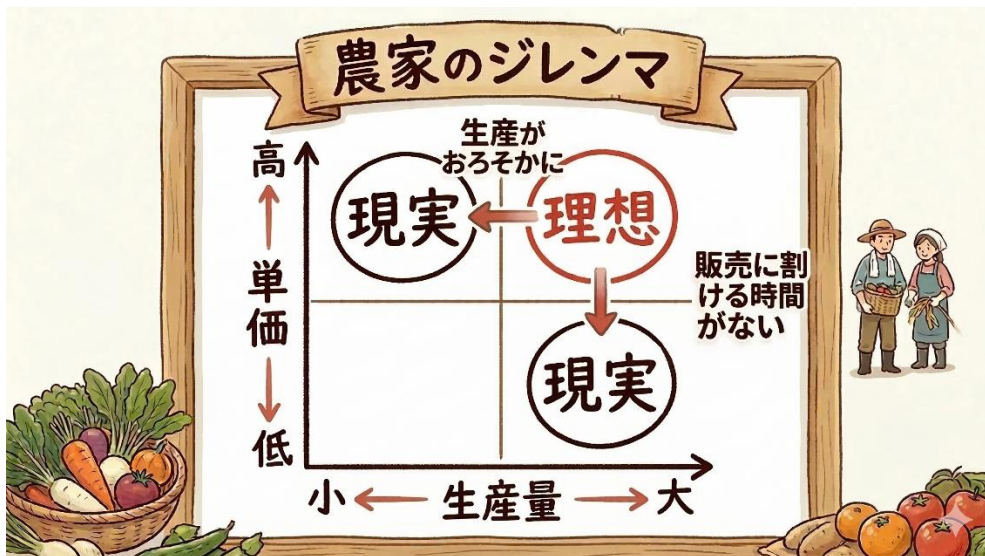 農家のジレンマ
生産が
おろそかに
高
現実
理想
単価
販売に割
ける時間
がない
現実
低
小
生産量
大